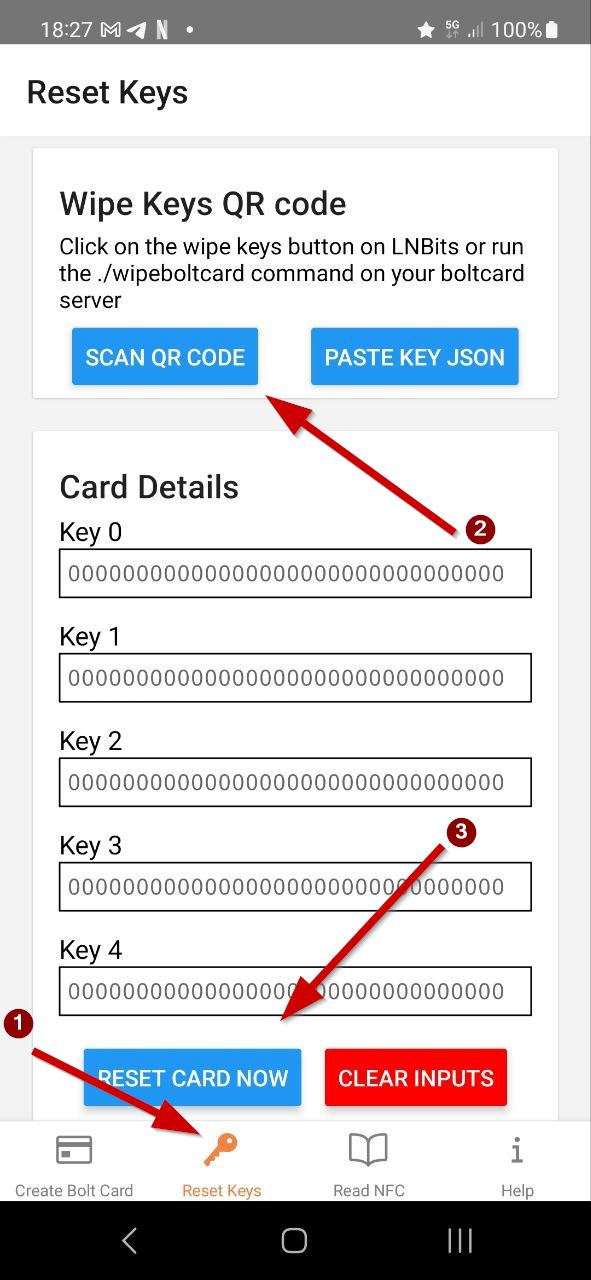 18:27
5G
100%
Reset Keys
Wipe Keys QR code
Click on the wipe keys button on LNBits or run
the ./wipeboltcard command on your boltcard
server
SCAN QR CODE
PASTE KEY JSON
Card Details
2
Key 0
00000000000000000000000000000000
Key 1
00000000000000000000000000000000
Key 2
00000000000000000000000000000000
3
Key 3
00000000000000000000000000000000
Key 4
00000000000000000000000000000000
1
RESET CARD NOW
CLEAR INPUTS
Create Bolt Card
Reset Keys
Read NFC
Help